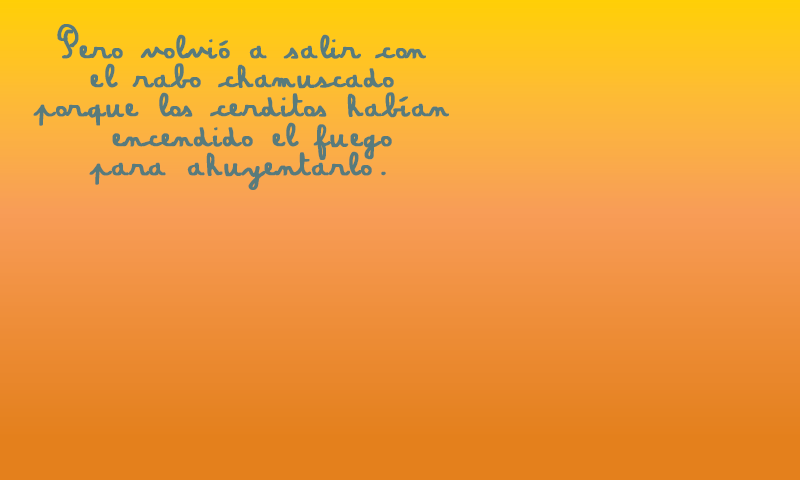 Pero volvió a salir con
el rabo chamuscado
porque los cerditos habían
encendido el fuego
para ahuyentarlo.